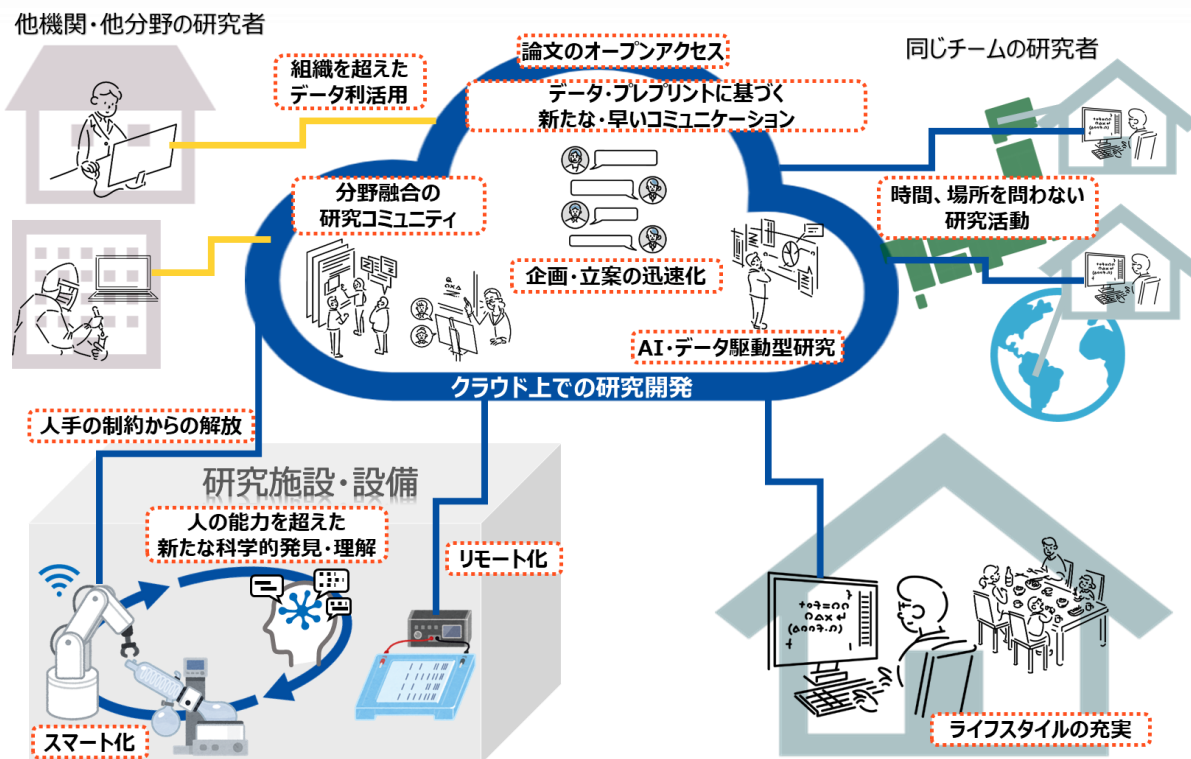 他機関・他分野の研究者
組織を超えた
データ利活用
論文のオープンアクセス
データ・プレプリントに基づく
新たな・早いコミュニケーション
同じチームの研究者
分野融合の
研究コミュニティ
時間、場所を問わない
研究活動
企画・立案の迅速化
AI・データ駆動型研究
クラウド上での研究開発
人手の制約からの解放
研究施設・設備
人の能力を超えた
新たな科学的発見・理解
リモート化
スマート化
ライフスタイルの充実